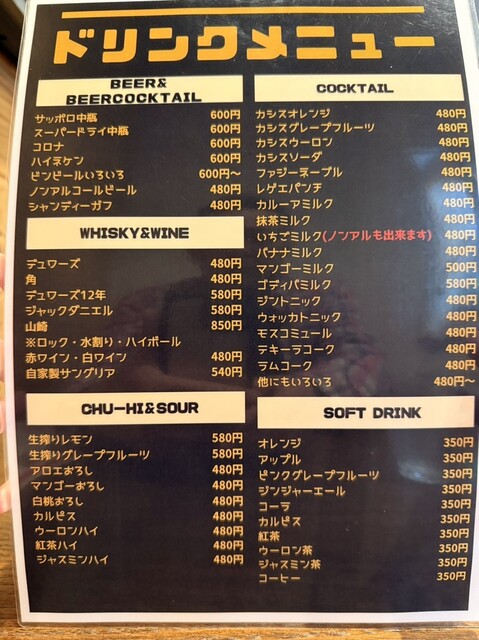 ドリンクメニュー
BEER&
BEERCOCKTAIL
サッポロ中瓶 600円
スーパードライ中瓶 600円
コロナ 600円
ハイネケン 600円
ビンビールいろいろ 600円～
ノンアルコールビール 480円
シャンディーガフ 480円
WHISKY&WINE
デュワーズ 480円
角 480円
デュワーズ12年 580円
ジャックダニエル 580円
山崎 850円
※ロック・水割り・ハイボール
赤ワイン・白ワイン 480円
自家製サングリア 540円
CHU-HI&SOUR
生搾りレモン 580円
生搾りグレープフルーツ 580円
アロエおろし 480円
マンゴーおろし 480円
白桃おろし 480円
カルピス 480円
ウーロンハイ 480円
紅茶ハイ 480円
ジャスミンハイ 480円
COCKTAIL
カシスオレンジ 480円
カシスグレープフルーツ 480円
カシスウーロン 480円
カシスソーダ 480円
ファジーネーブル 480円
レゲエパンチ 480円
カルーアミルク 480円
抹茶ミルク 480円
いちごミルク(ノンアルも出来ます) 480円
バナナミルク 480円
マンゴーミルク 500円
ゴディバミルク 580円
ジントニック 480円
ウォッカトニック 480円
モスコミュール 480円
テキーラコーク 480円
ラムコーク 480円
他にもいろいろ 480円～
SOFT DRINK
オレンジ 350円
アップル 350円
ピンクグレープフルーツ 350円
ジンジャーエール 350円
コーラ 350円
カルピス 350円
紅茶 350円
ウーロン茶 350円
ジャスミン茶 350円
コーヒー 350円